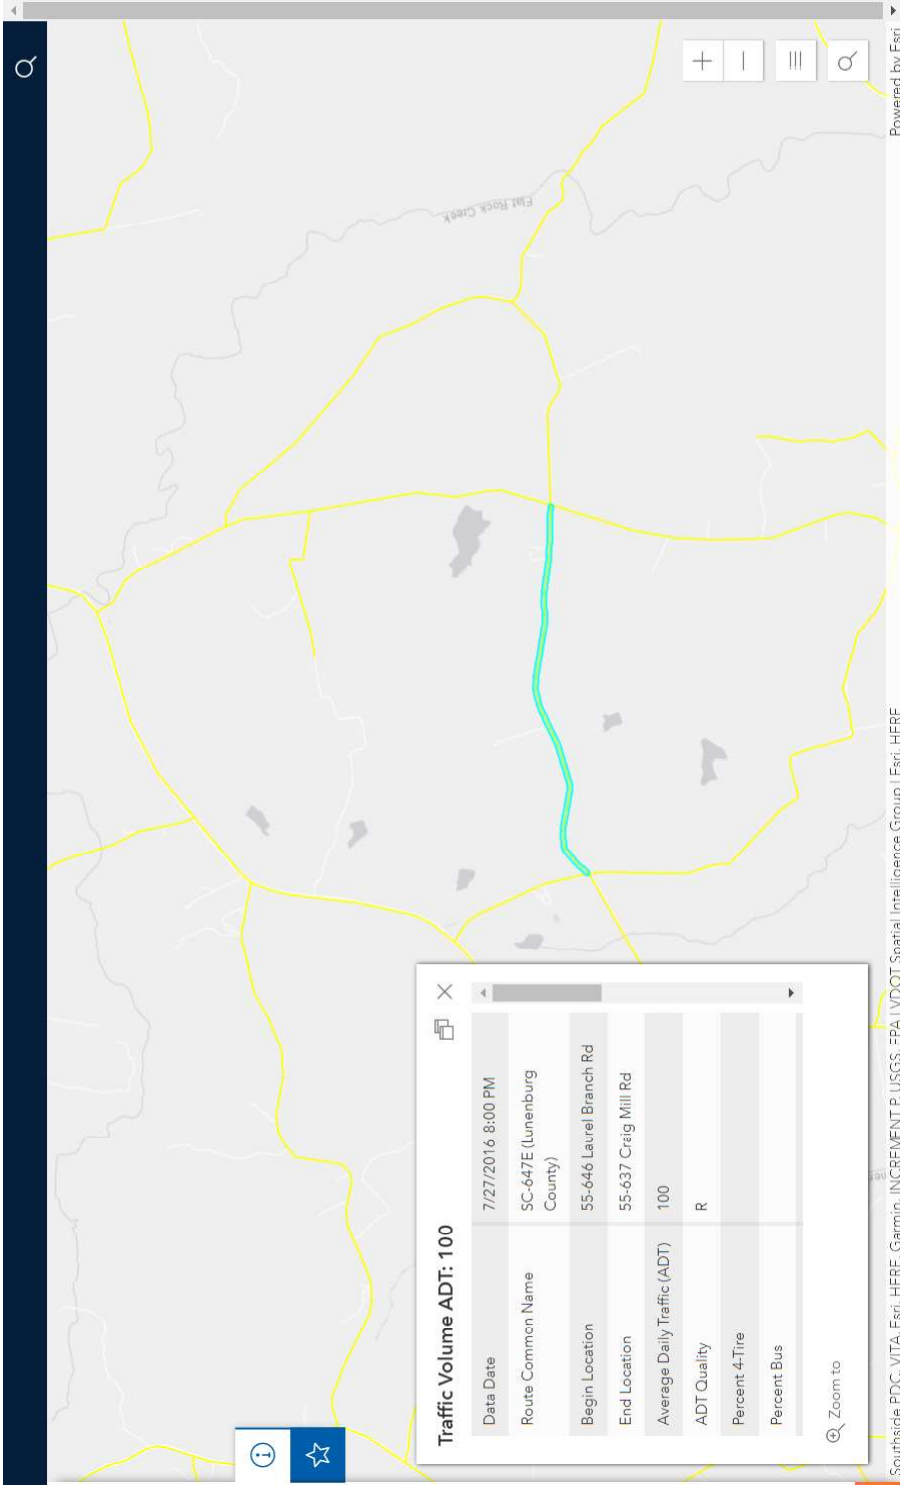 Flat Rock Creek
Traffic Volume ADT: 100
Data Date 7/27/2016 8:00 PM
Route Common Name SC-647E (Lunenburg
County)
Begin Location 55-646 Laurel Branch Rd
End Location 55-637 Craig Mill Rd
Average Daily Traffic (ADT) 100
ADT Quality R
Percent 4-Tire
Percent Bus
Zoom to
Southside PDC, VITA, Esri, HERE, Garmin, INCREMENT P, USGS, EPA | VDOT Spatial Intelligence Group | Esri, HERE
Powered by Esri